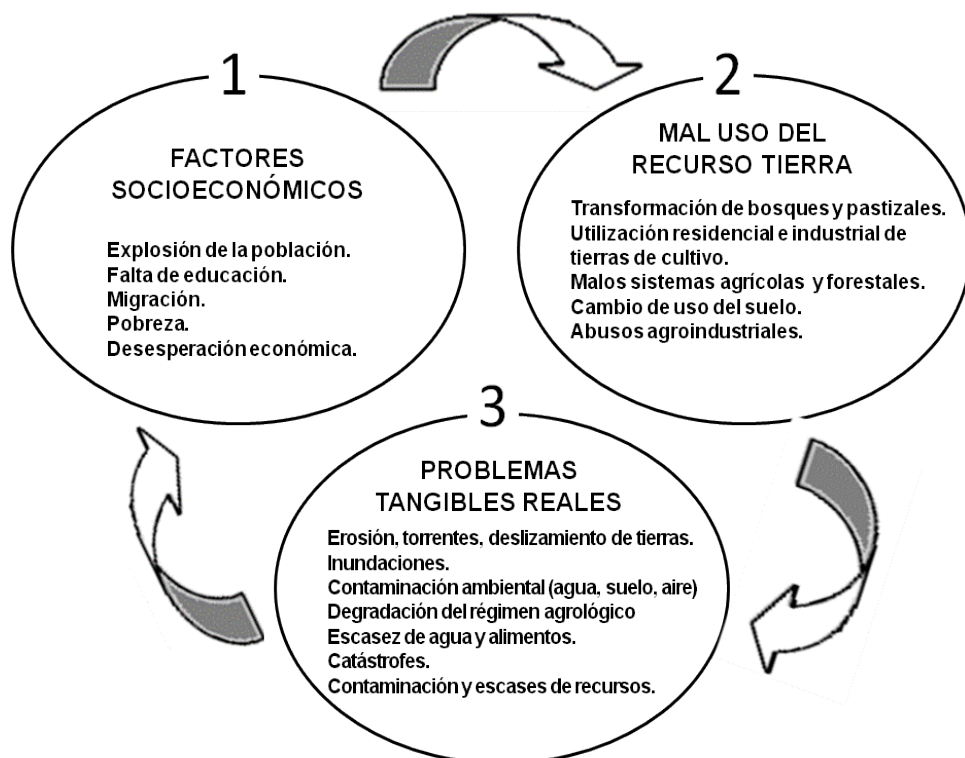 1
FACTORES
SOCIOECONÓMICOS
Explosión de la población.
Falta de educación.
Migración.
Pobreza.
Desesperación económica.
2
MAL USO DEL
RECURSO TIERRA
Transformación de bosques y pastizales.
Utilización residencial e industrial de
tierras de cultivo.
Malos sistemas agrícolas y forestales.
Cambio de uso del suelo.
Abusos agroindustriales.
3
PROBLEMAS
TANGIBLES REALES
Erosión, torrentes, deslizamiento de tierras.
Inundaciones.
Contaminación ambiental (agua, suelo, aire)
Degradación del régimen agrológico
Escasez de agua y alimentos.
Catástrofes.
Contaminación y escases de recursos.